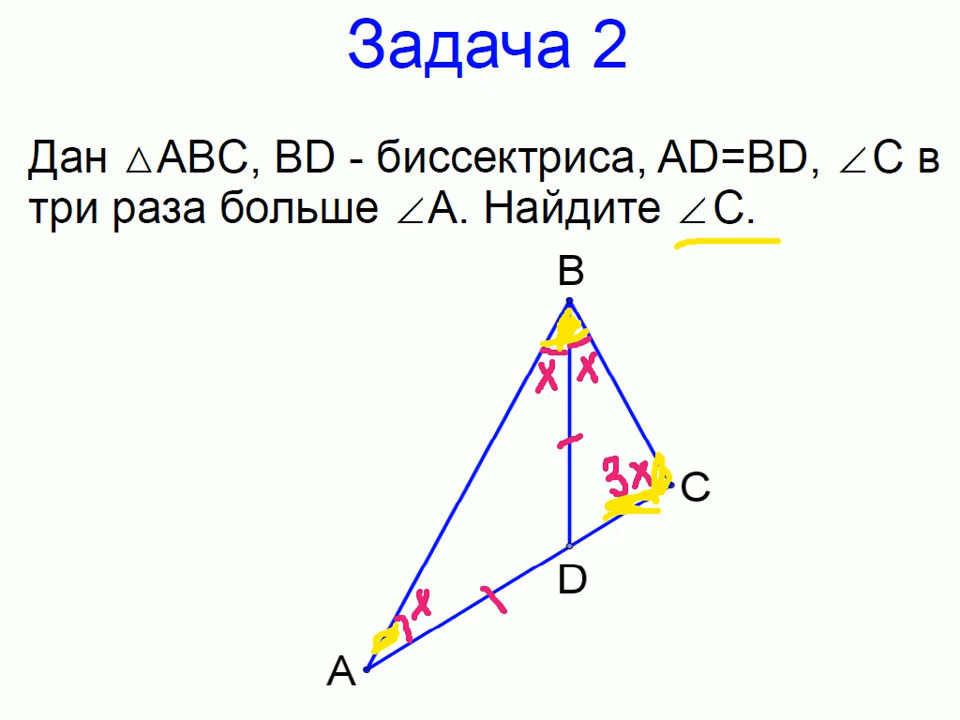 Задача 2
Дан △ABC, BD - биссектриса, AD=BD, ∠C в
три раза больше ∠A. Найдите ∠C.
B
x x
3x C
D
x
A